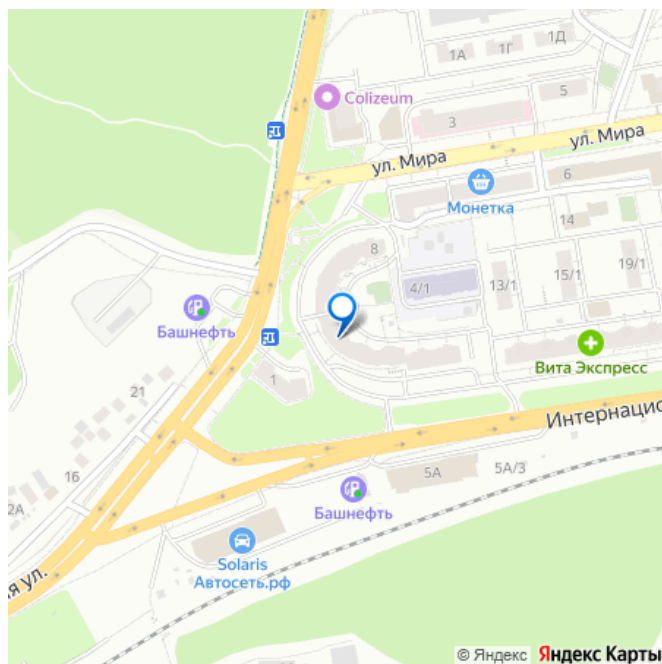 1А
1Г
1Д
Colizeum
5
3
ул. Мира
ул. Мира
6
Монетка
14
8
4/1
13/1
15/1
19/1
Башнефть
Вита Экспресс
1
21
Интернацио
16
5А
5А/3
2А
Башнефть
Solaris
Автосеть.рф
ая ул.
© Яндекс Яндекс Карты